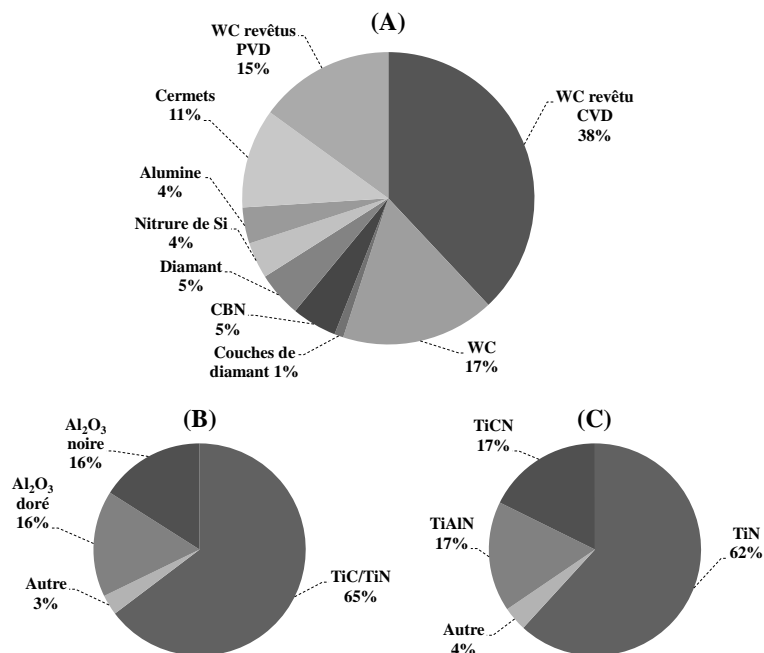 (A)
WC revêtus
PVD
15%
WC revêtu
CVD
38%
Cermets
11%
Alumine
4%
Nitrure de Si
4%
Diamant
5%
CBN
5%
Couches de
diamant 1%
WC
17%
(B)
Al₂O₃
noire
16%
Al₂O₃
doré
16%
Autre
3%
TiC/TiN
65%
(C)
TiCN
17%
TiAlN
17%
Autre
4%
TiN
62%